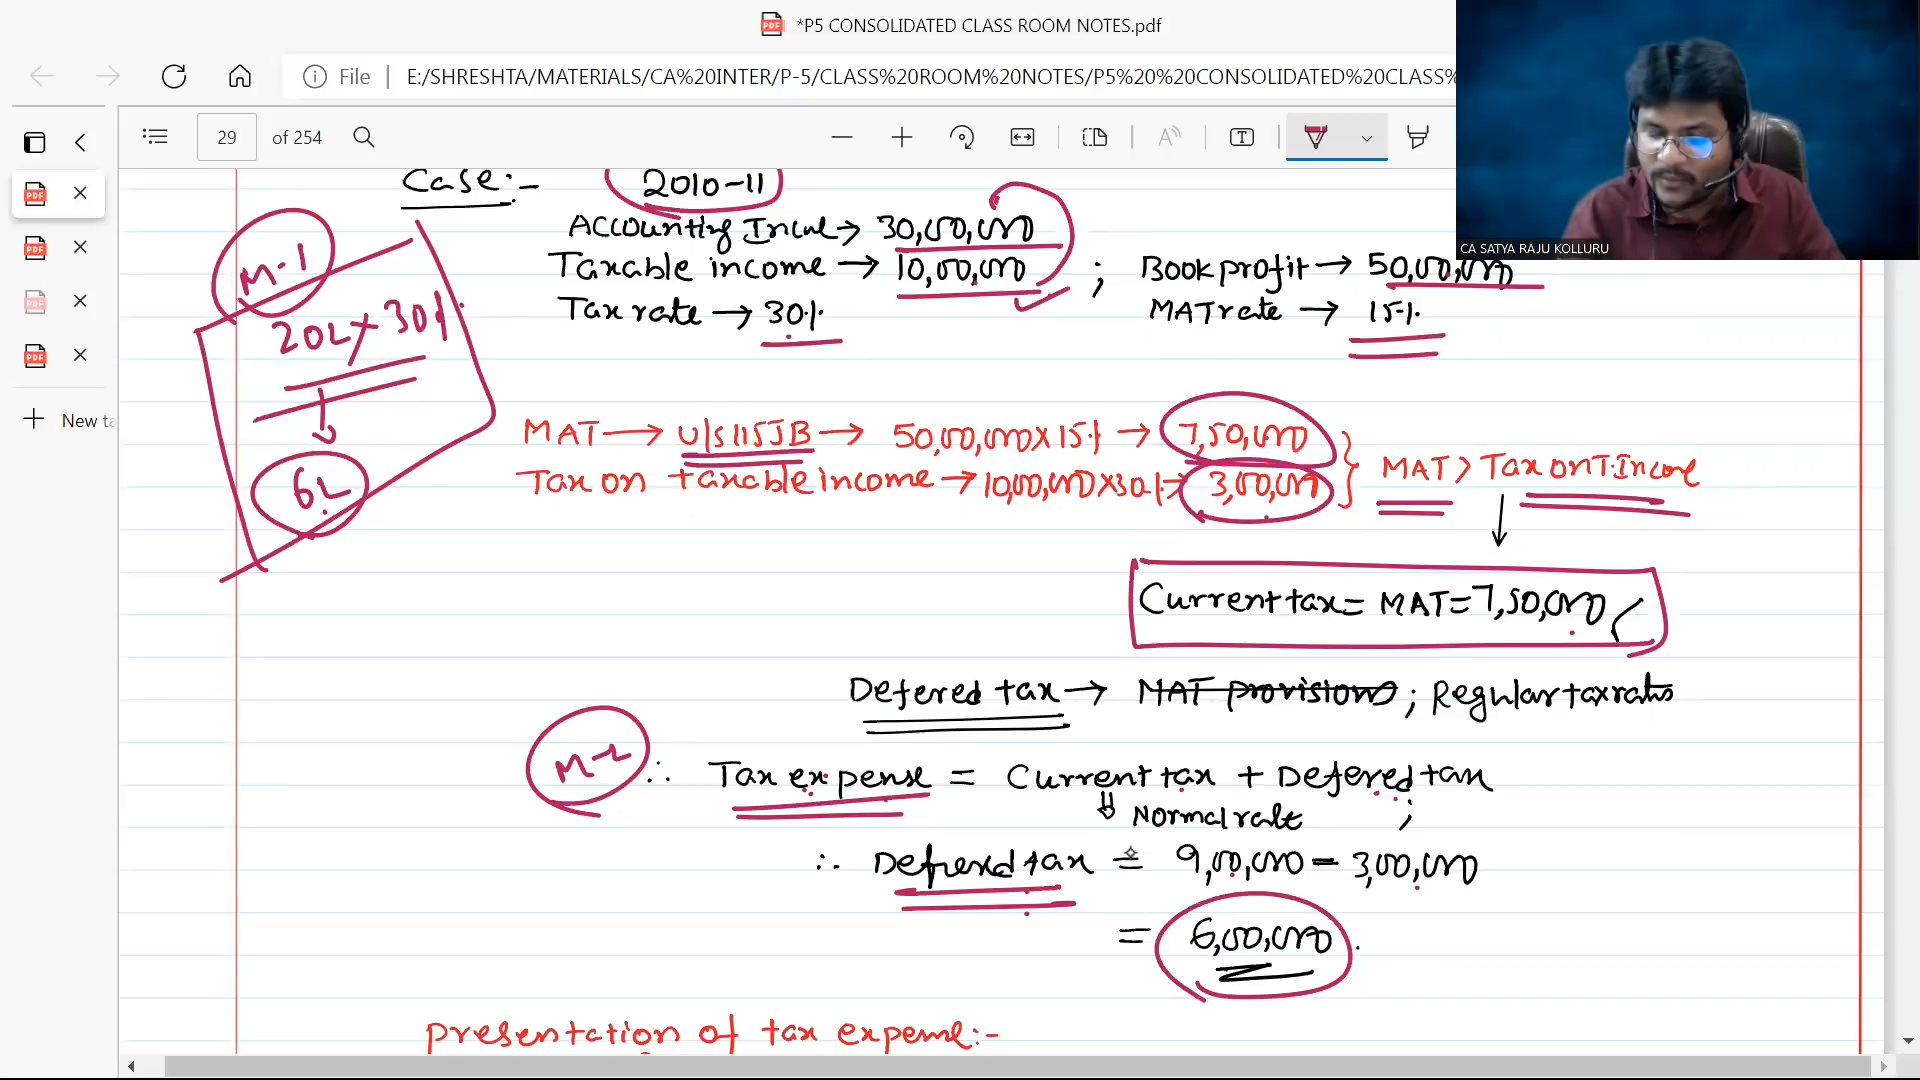 *P5 CONSOLIDATED CLASS ROOM NOTES.pdf
File | E:/SHRESHTA/MATERIALS/CA%20INTER/P-5/CLASS%20ROOM%20NOTES/P5%20%20CONSOLIDATED%20CLASS%
29 of 254
CA SATYA RAJU KOLLURU
New ta
Case:- 2010-11
Accounting → 30,00,000
Taxable income → 10,00,000 ; Book profit → 50,00,000
Tax rate → 30% MAT rate → 15%
M-1
20L × 30%
6L
MAT → U/s 115JB → 50,00,000 × 15% → 7,50,000
Tax on taxable income → 10,00,000 × 30% → 3,00,000
MAT > Tax on T.Income
Current tax = MAT = 7,50,000
Defered tax → MAT provisions ; Regular tax rates
M-2
∴ Tax expense = Current tax + Defered tax
⇓ Normal rate ;
∴ Defrered tax = 9,00,000 - 3,00,000
= 6,00,000.
Presentation of tax expense:-